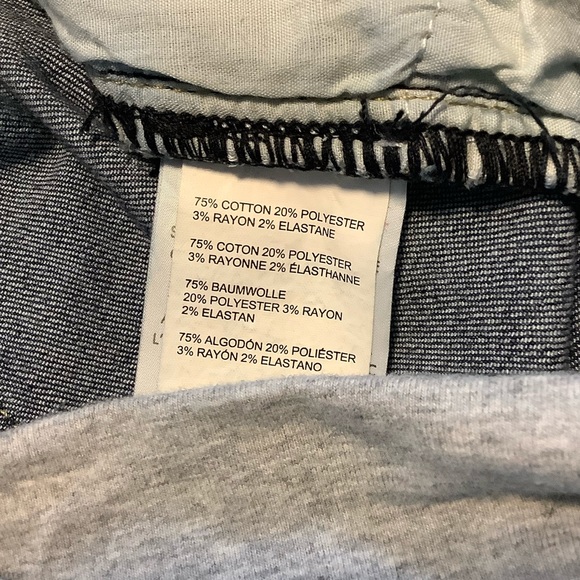 75% COTTON 20% POLYESTER
3% RAYON 2% ELASTANE
75% COTON 20% POLYESTER
3% RAYONNE 2% ÉLASTHANNE
75% BAUMWOLLE
20% POLYESTER 3% RAYON
2% ELASTAN
75% ALGODÓN 20% POLIÉSTER
3% RAYÓN 2% ELASTANO